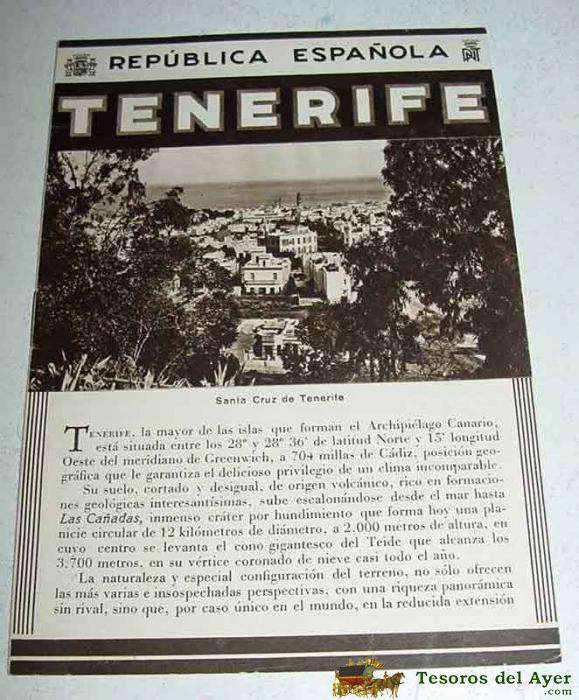 REPÚBLICA ESPAÑOLA
PNT
TENERIFE
Santa Cruz de Tenerife
TENERIFE, la mayor de las islas que forman el Archipiélago Canario,
está situada entre los 28º y 28º 36' de latitud Norte y 15º longitud
Oeste del meridiano de Greenwich, a 704 millas de Cádiz, posición geo-
gráfica que le garantiza el delicioso privilegio de un clima incomparable.
Su suelo, cortado y desigual, de origen volcánico, rico en formacio-
nes geológicas interesantísimas, sube escalonándose desde el mar hasta
Las Cañadas, inmenso cráter por hundimiento que forma hoy una pla-
nicie circular de 12 kilómetros de diámetro, a 2.000 metros de altura, en
cuyo centro se levanta el cono gigantesco del Teide que alcanza los
3.700 metros, en su vértice coronado de nieve casi todo el año.
La naturaleza y especial configuración del terreno, no sólo ofrecen
las más varias e insospechadas perspectivas, con una riqueza panorámica
sin rival, sino que, por caso único en el mundo, en la reducida extensión
Tesoros del Ayer
.com